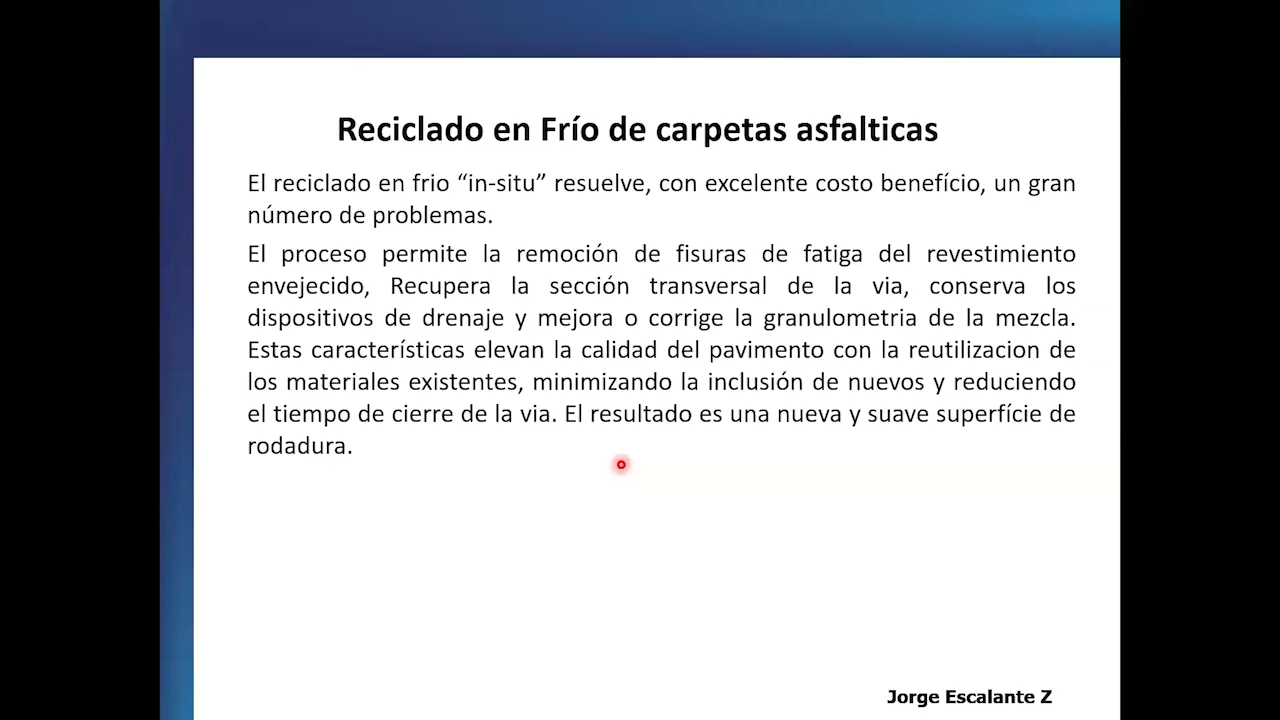 Reciclado en Frío de carpetas asfalticas
El reciclado en frio “in-situ” resuelve, con excelente costo benefício, un gran
número de problemas.
El proceso permite la remoción de fisuras de fatiga del revestimiento
envejecido, Recupera la sección transversal de la via, conserva los
dispositivos de drenaje y mejora o corrige la granulometria de la mezcla.
Estas características elevan la calidad del pavimento con la reutilizacion de
los materiales existentes, minimizando la inclusión de nuevos y reduciendo
el tiempo de cierre de la via. El resultado es una nueva y suave superfície de
rodadura.
Jorge Escalante Z